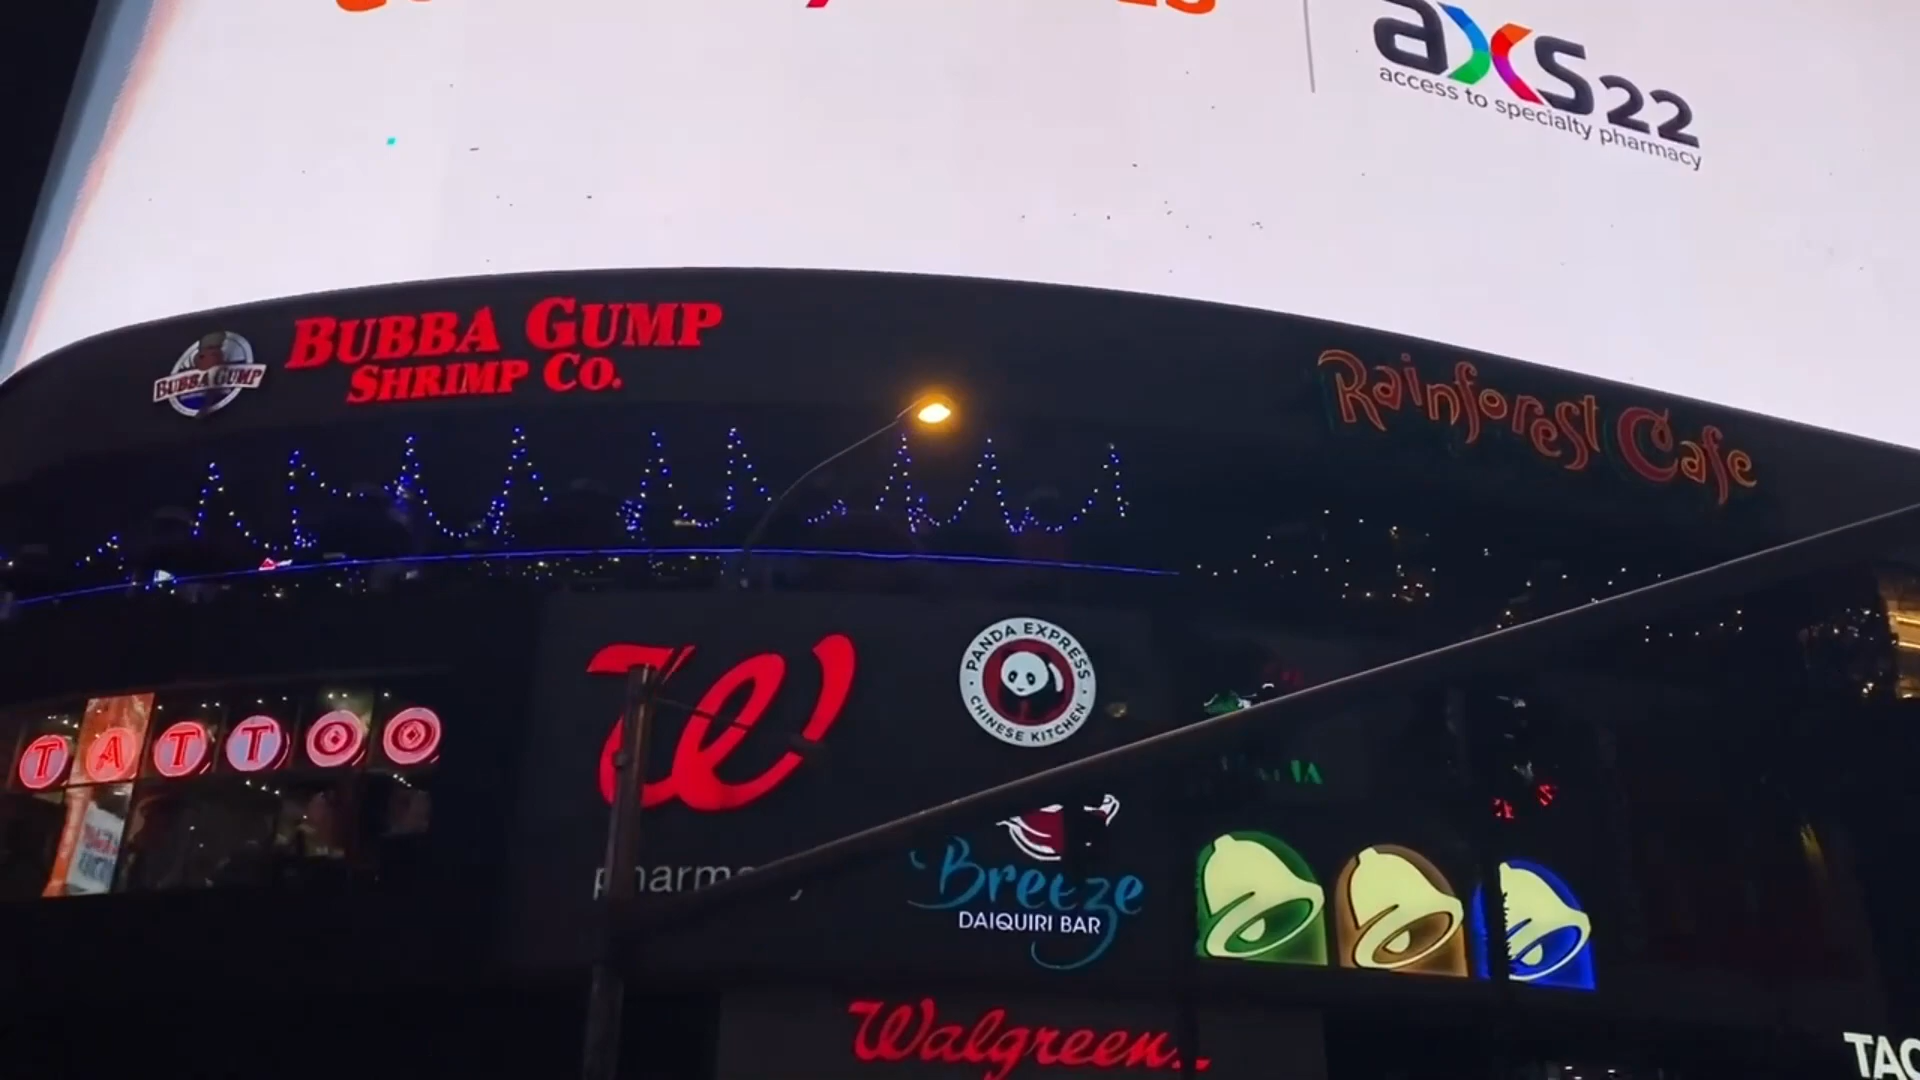 axs22
access to specialty pharmacy
BUBBA GUMP
SHRIMP CO.
BUBBA GUMP
Rainforest Cafe
PANDA EXPRESS
CHINESE KITCHEN
TATTOO
W
Breeze
DAIQUIRI BAR